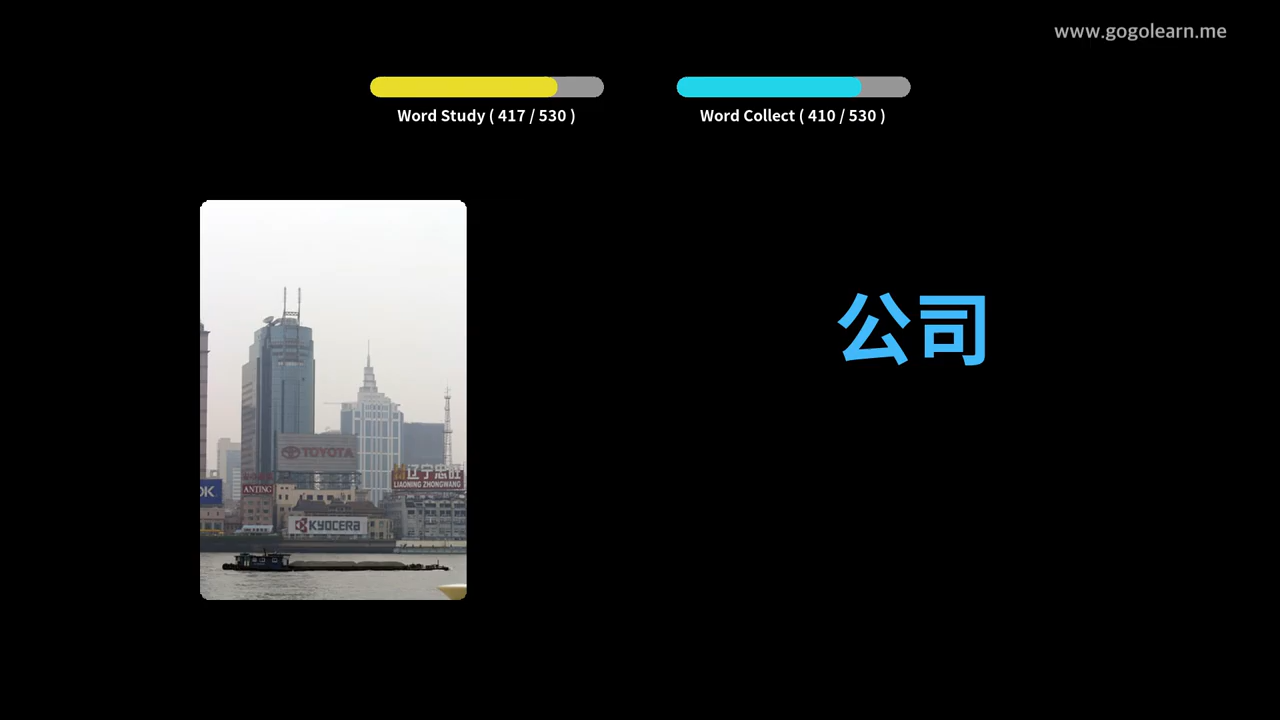 www.gogolearn.me
Word Study ( 417 / 530 )
Word Collect ( 410 / 530 )
公司
TOYOTA
辽宁忠旺
LIAONING ZHONGWANG
OK
ANTING
KYOCERA